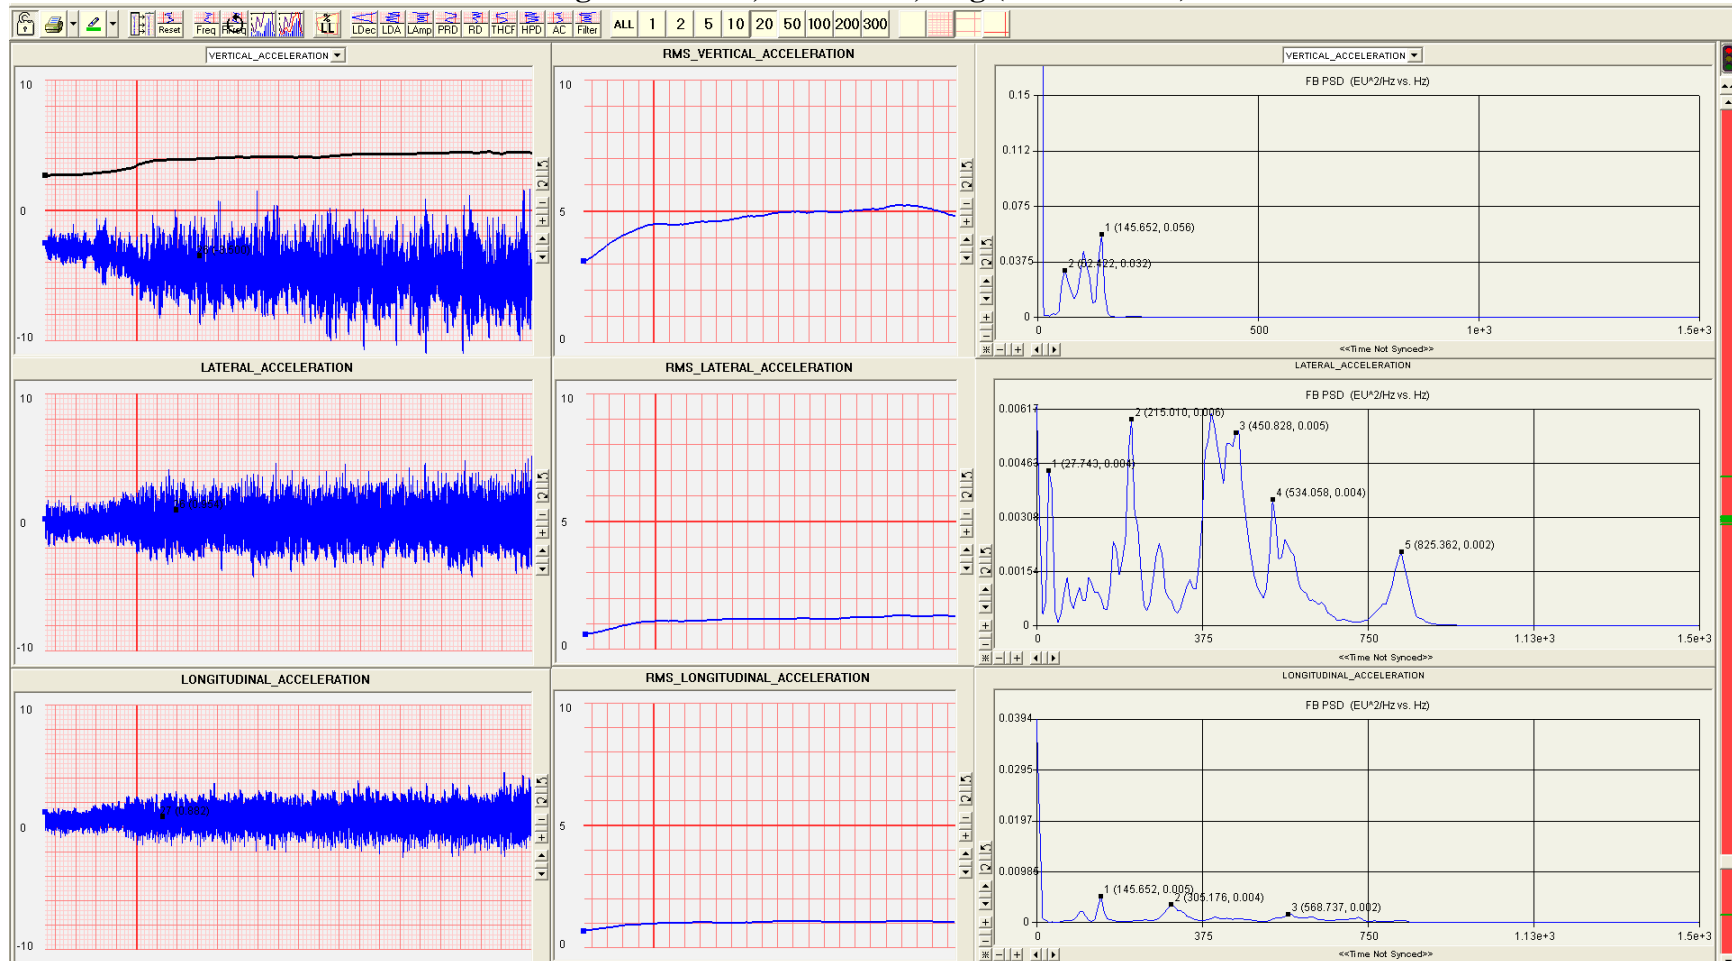 Reset
Freq
LL
LDec LDA LAmp PRD RD THCF HPD AC Filter
ALL 1 2 5 10 20 50 100 200 300
VERTICAL_ACCELERATION
10
0
-10
RMS_VERTICAL_ACCELERATION
10
5
0
VERTICAL_ACCELERATION
FB PSD (EU^2/Hz vs. Hz)
0.15
0.112
0.075
0.0375
0
1 (145.652, 0.056)
2 (62.422, 0.032)
0 500 1e+3 1.5e+3
<<Time Not Synced>>
LATERAL_ACCELERATION
10
0
-10
RMS_LATERAL_ACCELERATION
10
5
0
LATERAL_ACCELERATION
FB PSD (EU^2/Hz vs. Hz)
0.00617
0.00463
0.00308
0.00154
0
1 (27.743, 0.004)
2 (215.010, 0.006)
3 (450.828, 0.005)
4 (534.058, 0.004)
5 (825.362, 0.002)
0 375 750 1.13e+3 1.5e+3
<<Time Not Synced>>
LONGITUDINAL_ACCELERATION
10
0
-10
RMS_LONGITUDINAL_ACCELERATION
10
5
0
LONGITUDINAL_ACCELERATION
FB PSD (EU^2/Hz vs. Hz)
0.0394
0.0295
0.0197
0.00986
0
1 (145.652, 0.005)
2 (305.176, 0.004)
3 (568.737, 0.002)
0 375 750 1.13e+3 1.5e+3
<<Time Not Synced>>